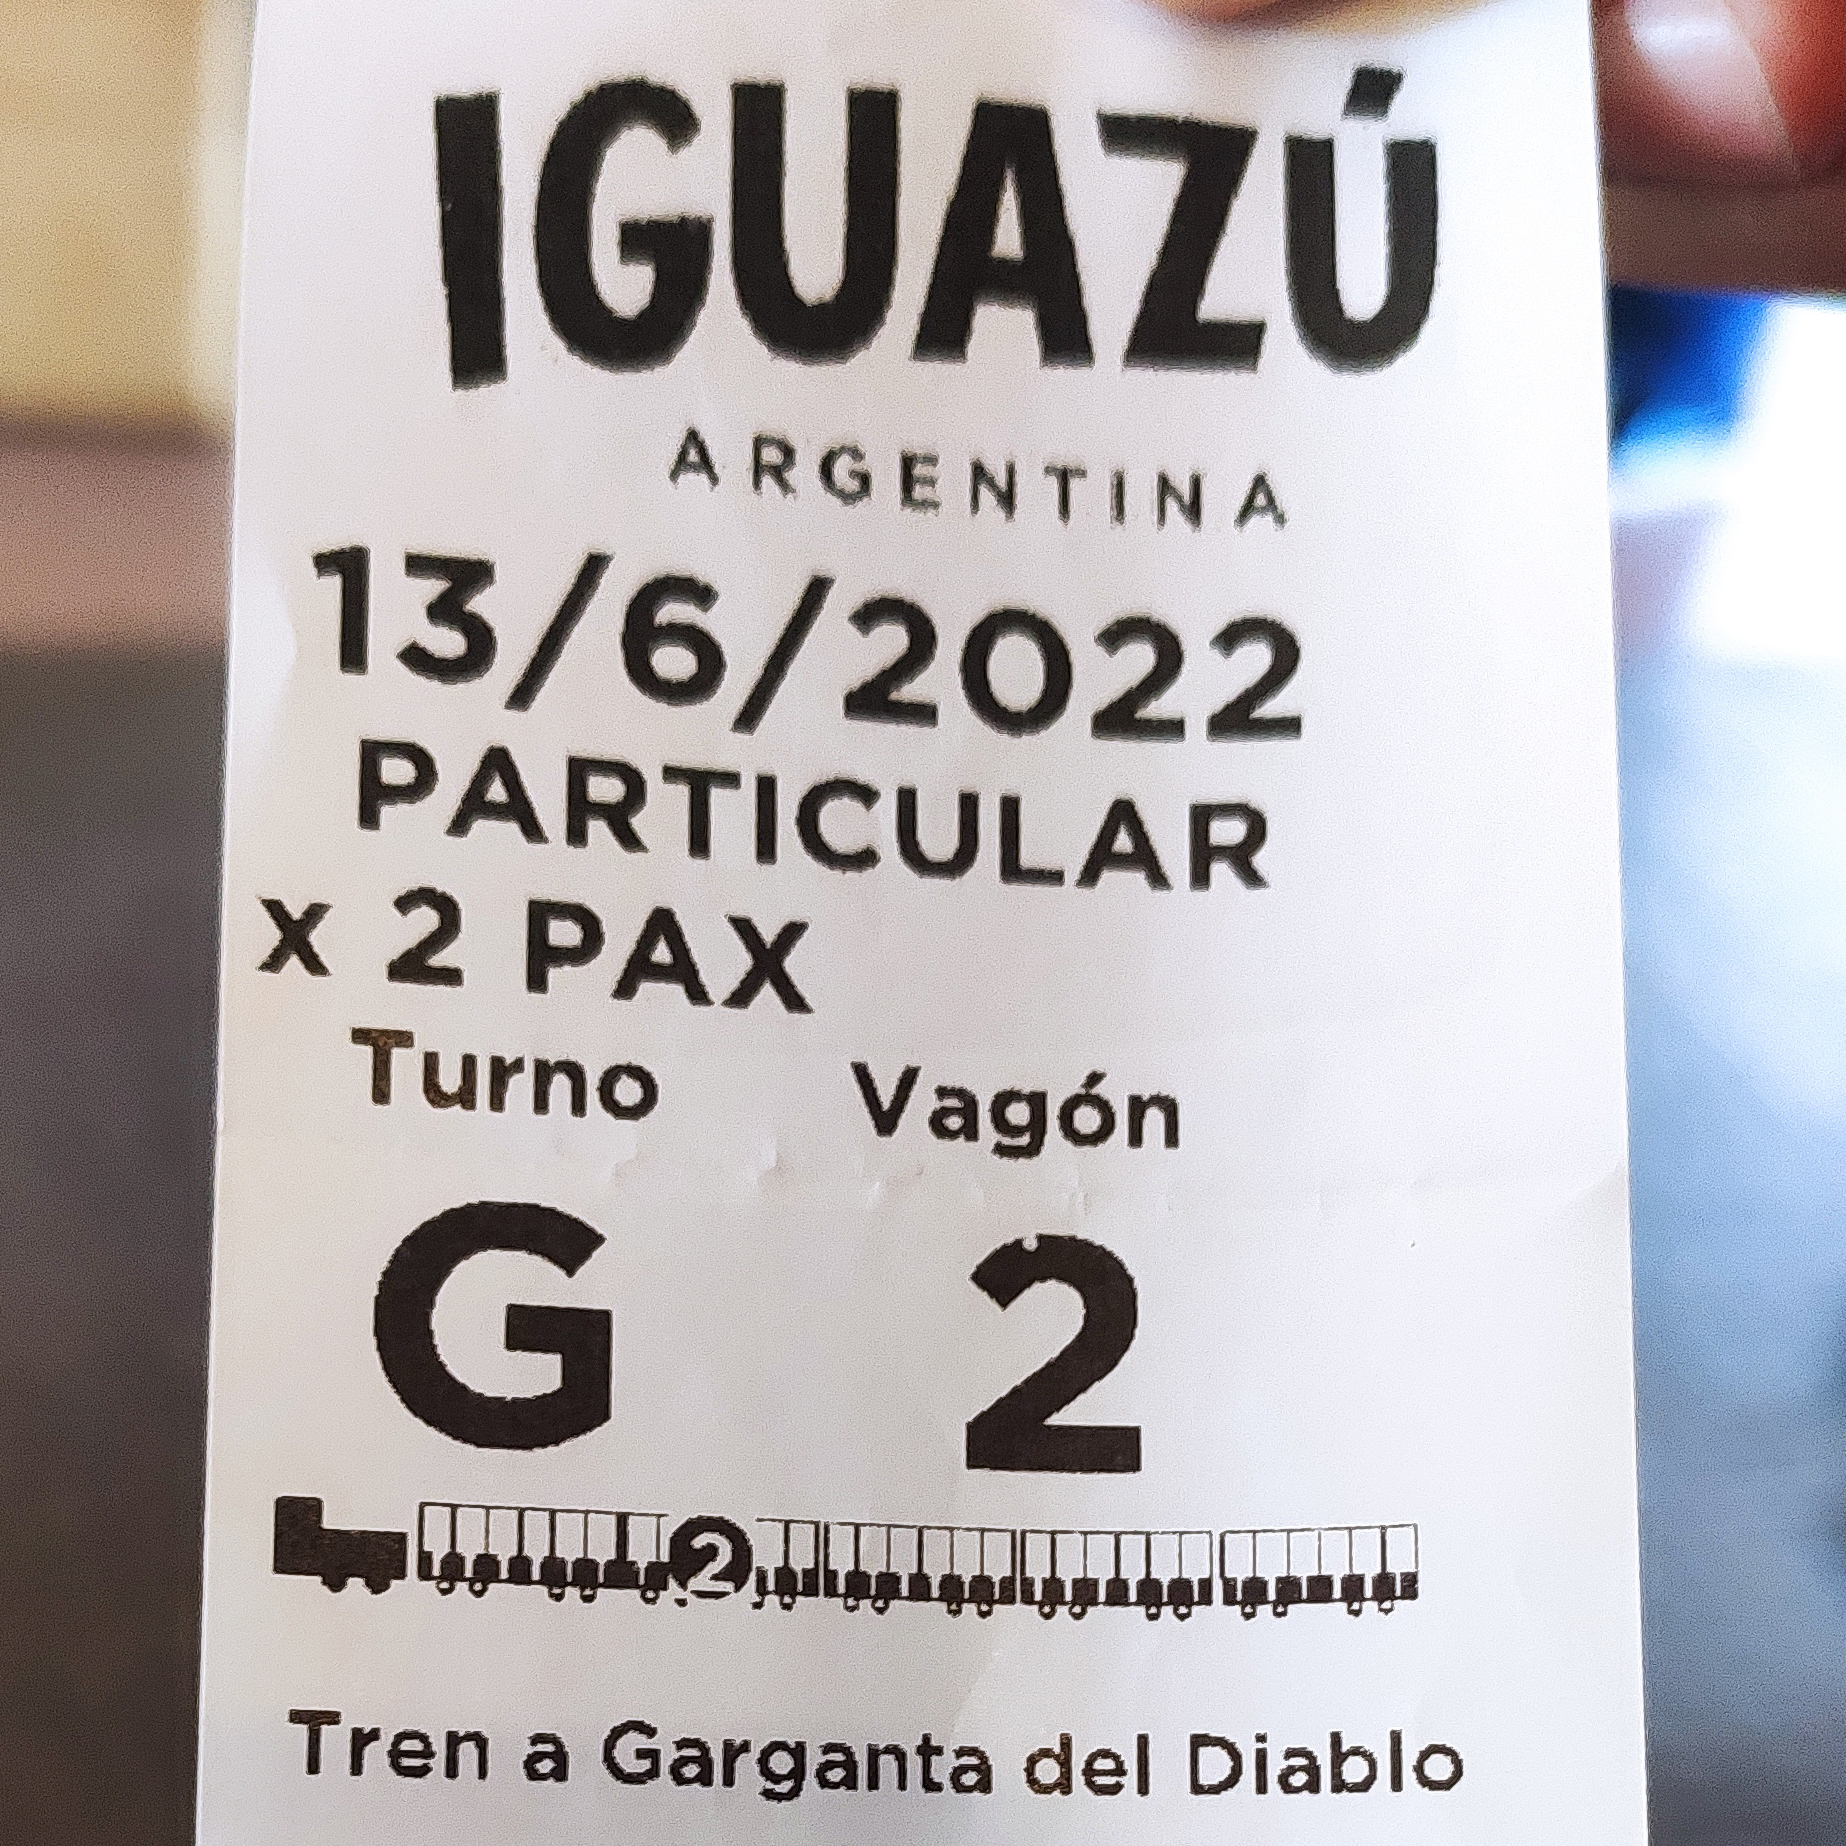 IGUAZÚ
ARGENTINA
13/6/2022
PARTICULAR
x 2 PAX
Turno Vagón
G 2
2
Tren a Garganta del Diablo